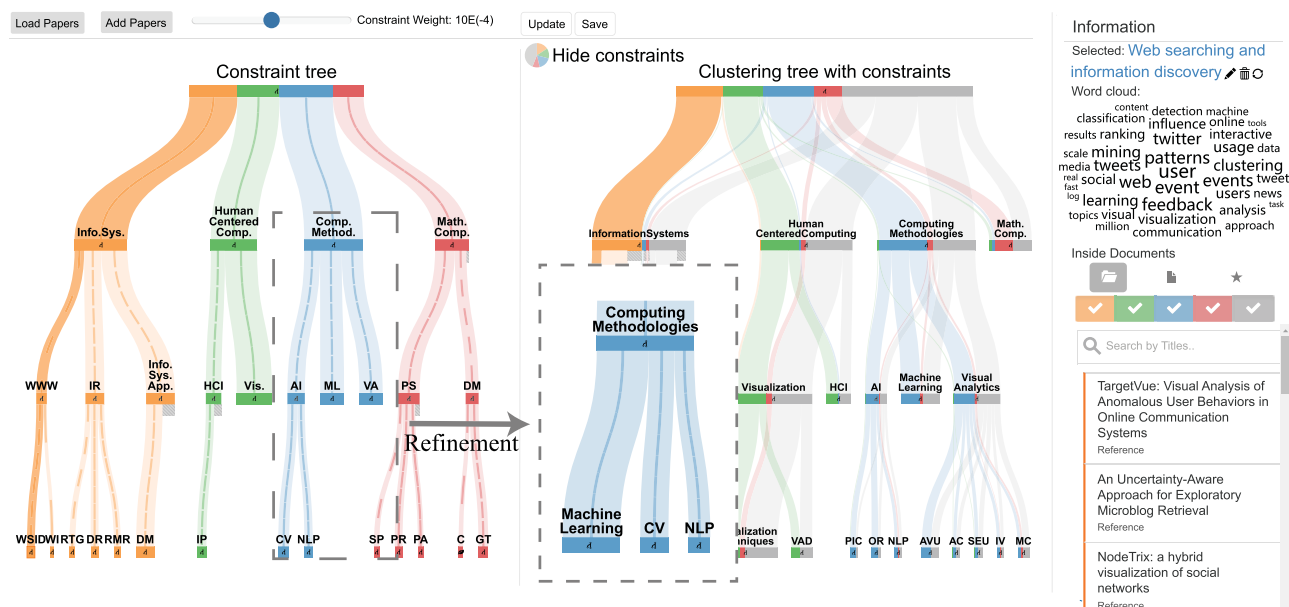 Load Papers
Add Papers
Constraint Weight: 10E(-4)
Update
Save
Hide constraints
Constraint tree
Clustering tree with constraints
Info.Sys.
Human
Centered
Comp.
Comp.
Method.
Math.
Comp.
WWW
IR
Info.
Sys.
App.
HCI
Vis.
AI
ML
VA
PS
DM
Refinement
WSI
DWI
RTG
DR
RMR
DM
IP
CV
NLP
SP
PR
PA
C
GT
InformationSystems
Human
CenteredComputing
Computing
Methodologies
Math.
Comp.
Computing
Methodologies
Machine
Learning
CV
NLP
Visualization
HCI
AI
Machine
Learning
Visual
Analytics
VAD
PIC
OR
NLP
AVU
AC
SEU
IV
MC
Information
Selected: Web searching and
information discovery
Word cloud:
content
detection
machine
classification
influence
online
tools
results
ranking
twitter
interactive
usage
data
scale
mining
patterns
media
tweets
user
clustering
real
fast
social
web
event
events
tweet
log
learning
feedback
users
news
topics
visual
visualization
analysis
task
million
communication
approach
Inside Documents
Search by Titles..
TargetVue: Visual Analysis of
Anomalous User Behaviors in
Online Communication
Systems
Reference
An Uncertainty-Aware
Approach for Exploratory
Microblog Retrieval
Reference
NodeTrix: a hybrid
visualization of social
networks
Reference